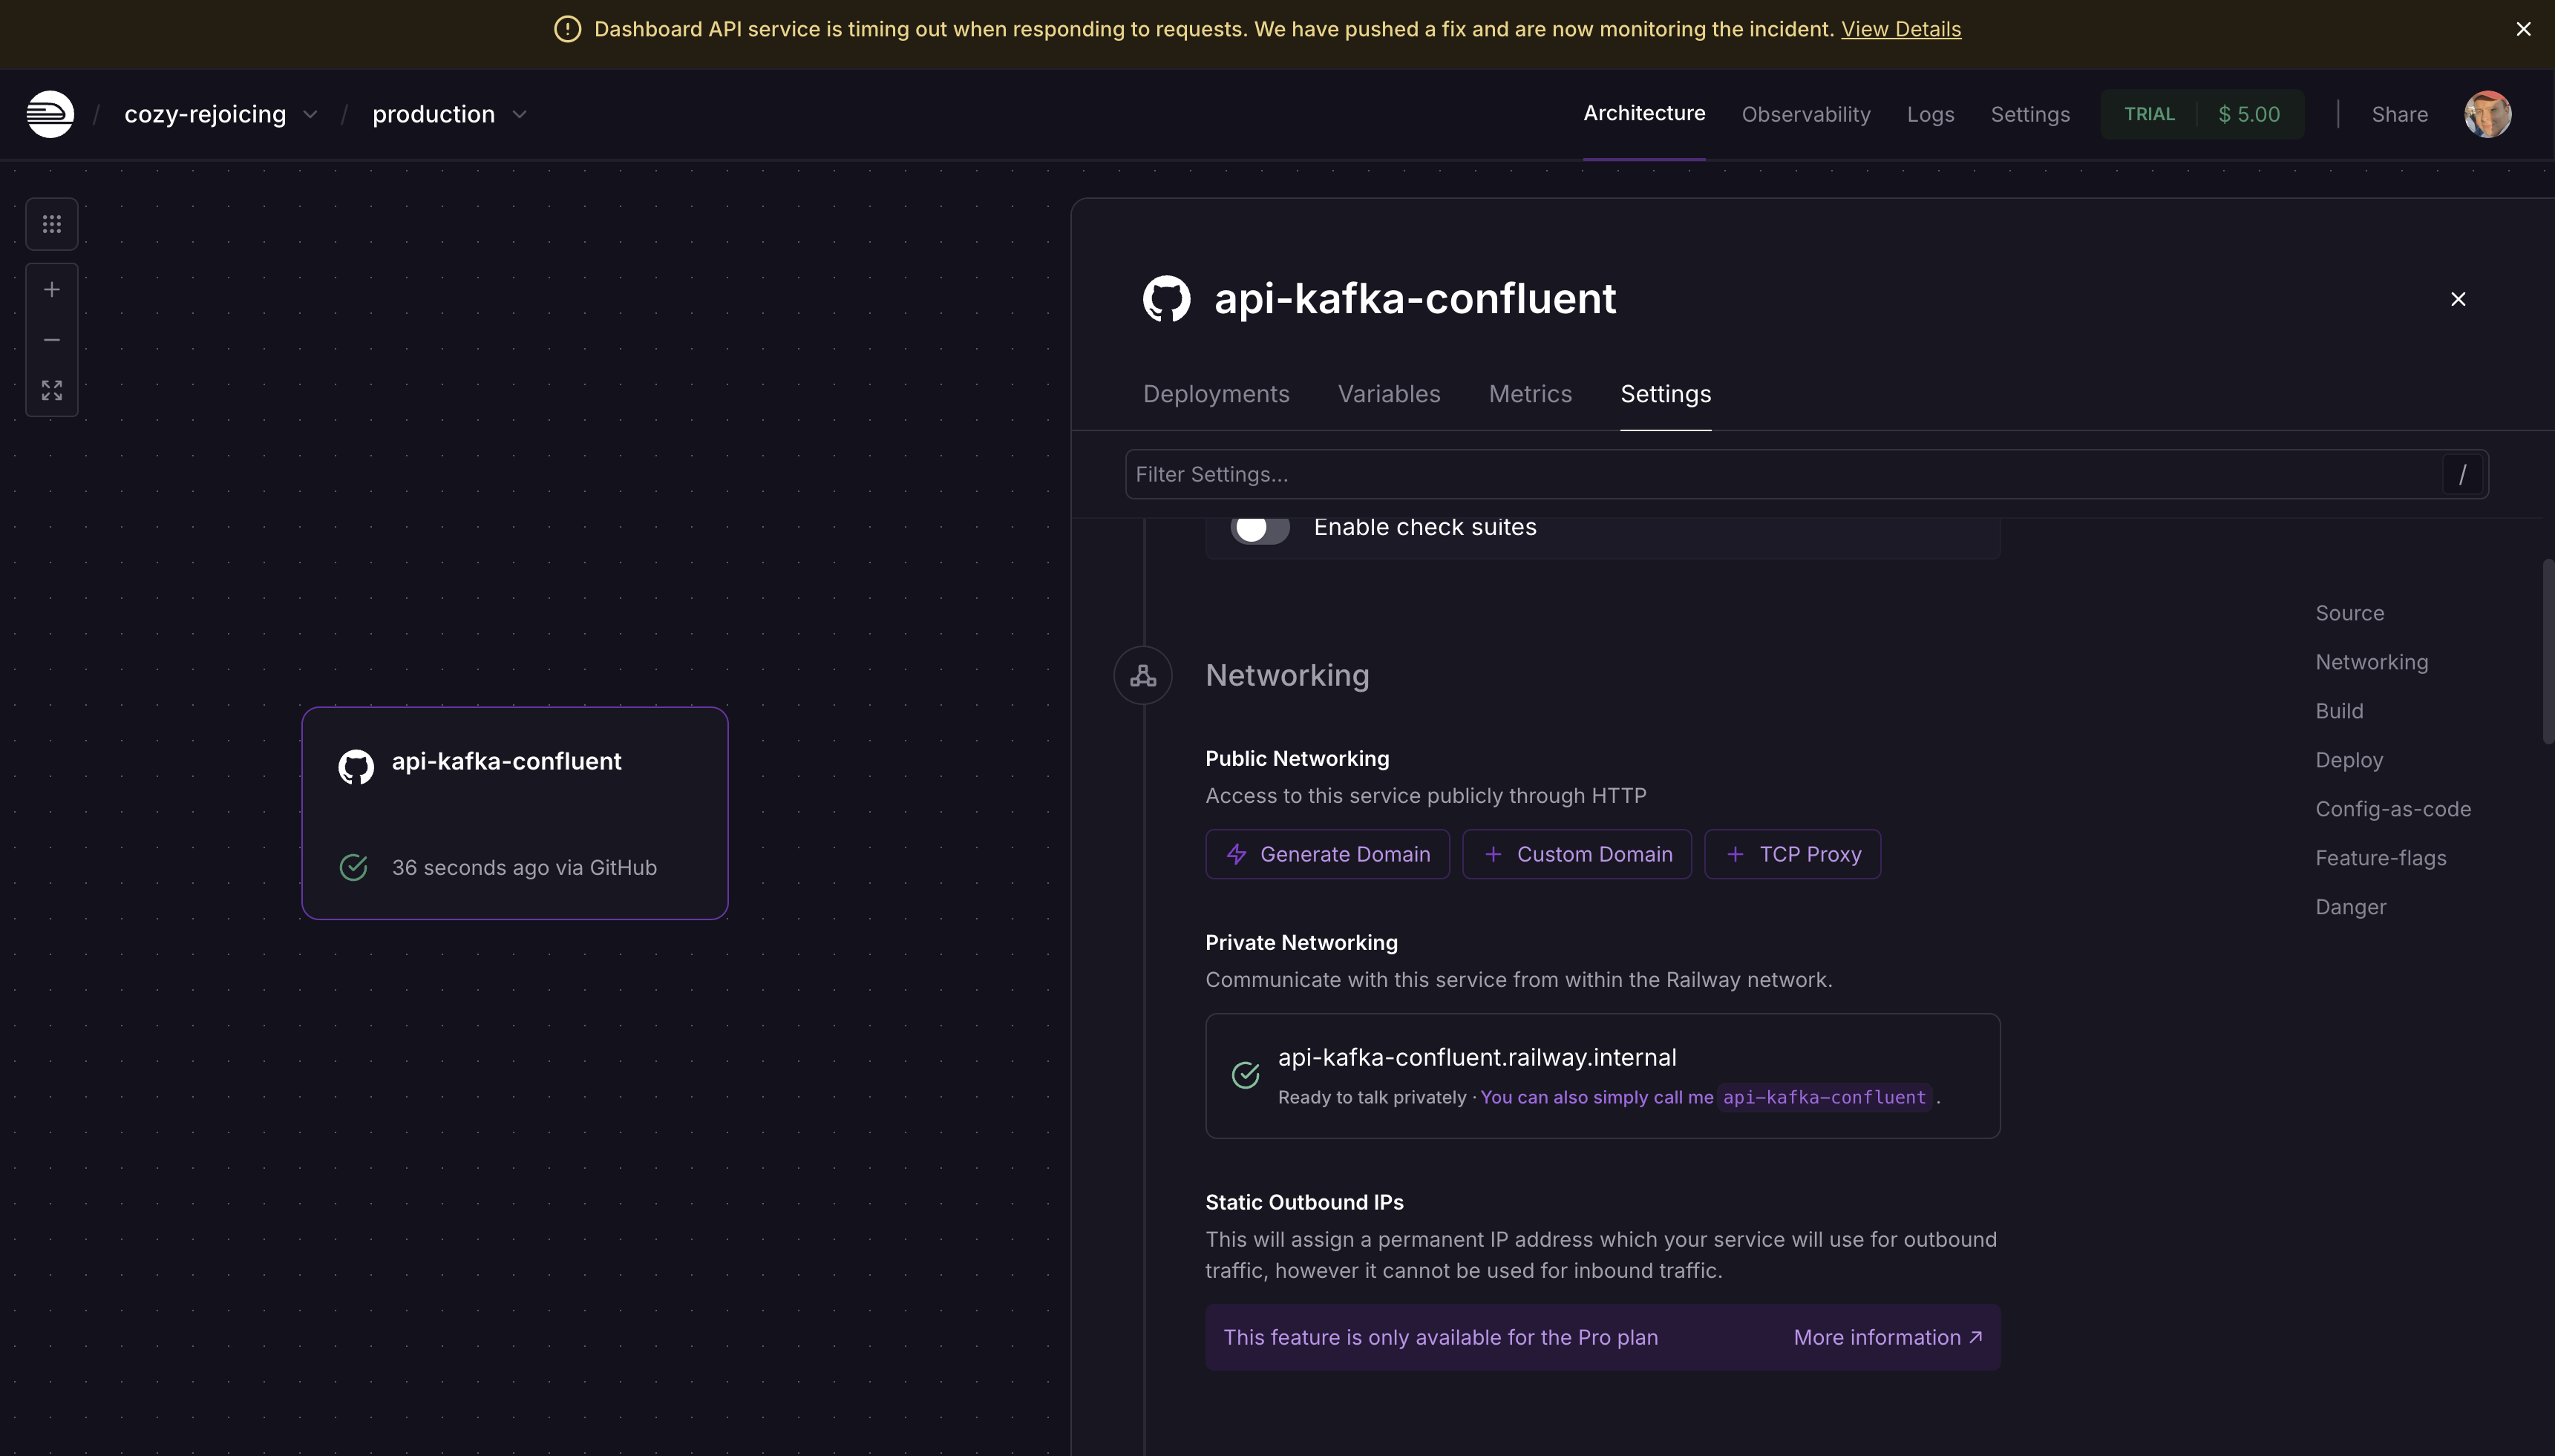 Dashboard API service is timing out when responding to requests. We have pushed a fix and are now monitoring the incident. View Details
/ cozy-rejoicing / production
Architecture Observability Logs Settings TRIAL $ 5.00 Share
api-kafka-confluent
Deployments Variables Metrics Settings
Filter Settings... /
Enable check suites
Networking
Public Networking
Access to this service publicly through HTTP
Generate Domain + Custom Domain + TCP Proxy
Private Networking
Communicate with this service from within the Railway network.
api-kafka-confluent.railway.internal
Ready to talk privately · You can also simply call me api-kafka-confluent .
Static Outbound IPs
This will assign a permanent IP address which your service will use for outbound
traffic, however it cannot be used for inbound traffic.
This feature is only available for the Pro plan More information ↗
Source
Networking
Build
Deploy
Config-as-code
Feature-flags
Danger
api-kafka-confluent
36 seconds ago via GitHub